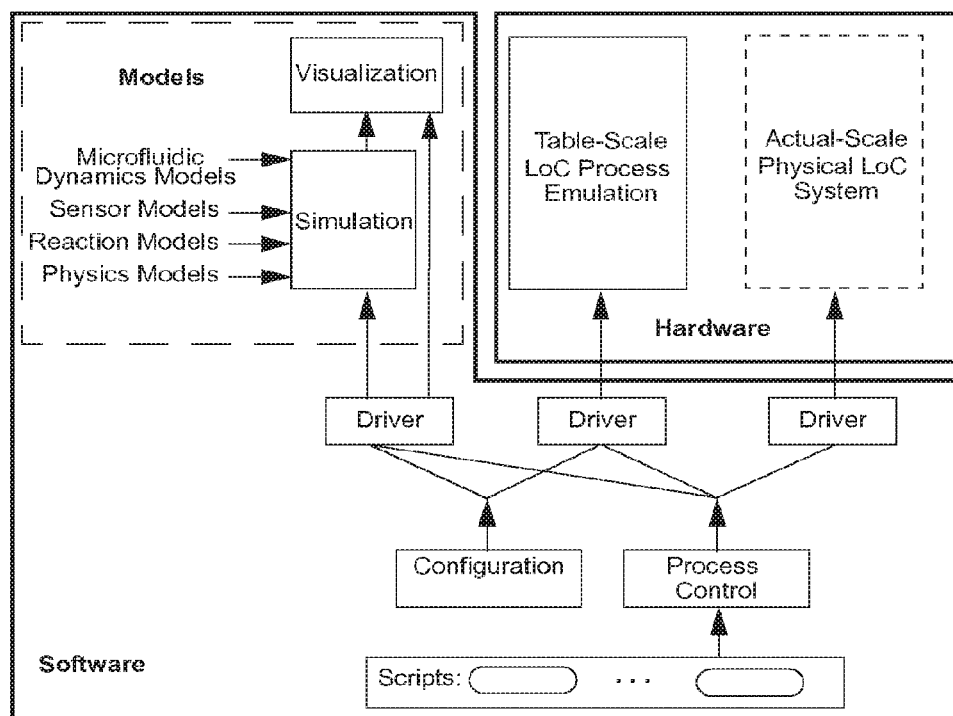 Models
Visualization
Microfluidic
Dynamics Models
Sensor Models
Reaction Models
Physics Models
Simulation
Table-Scale
LoC Process
Emulation
Actual-Scale
Physical LoC
System
Hardware
Driver
Driver
Driver
Configuration
Process
Control
Software
Scripts:
. . .